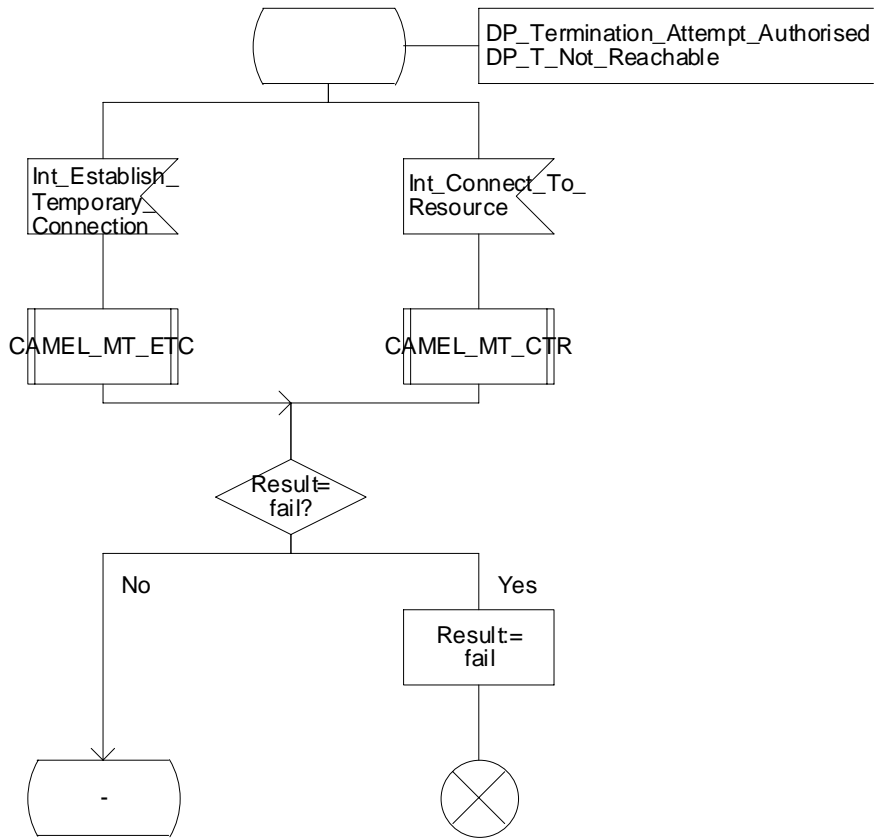 DP_Termination_Attempt_Authorised
DP_T_Not_Reachable
Int_Establish_
Temporary_
Connection
Int_Connect_To_
Resource
CAMEL_MT_ETC
CAMEL_MT_CTR
Result=
fail?
No
Yes
Result:=
fail
-